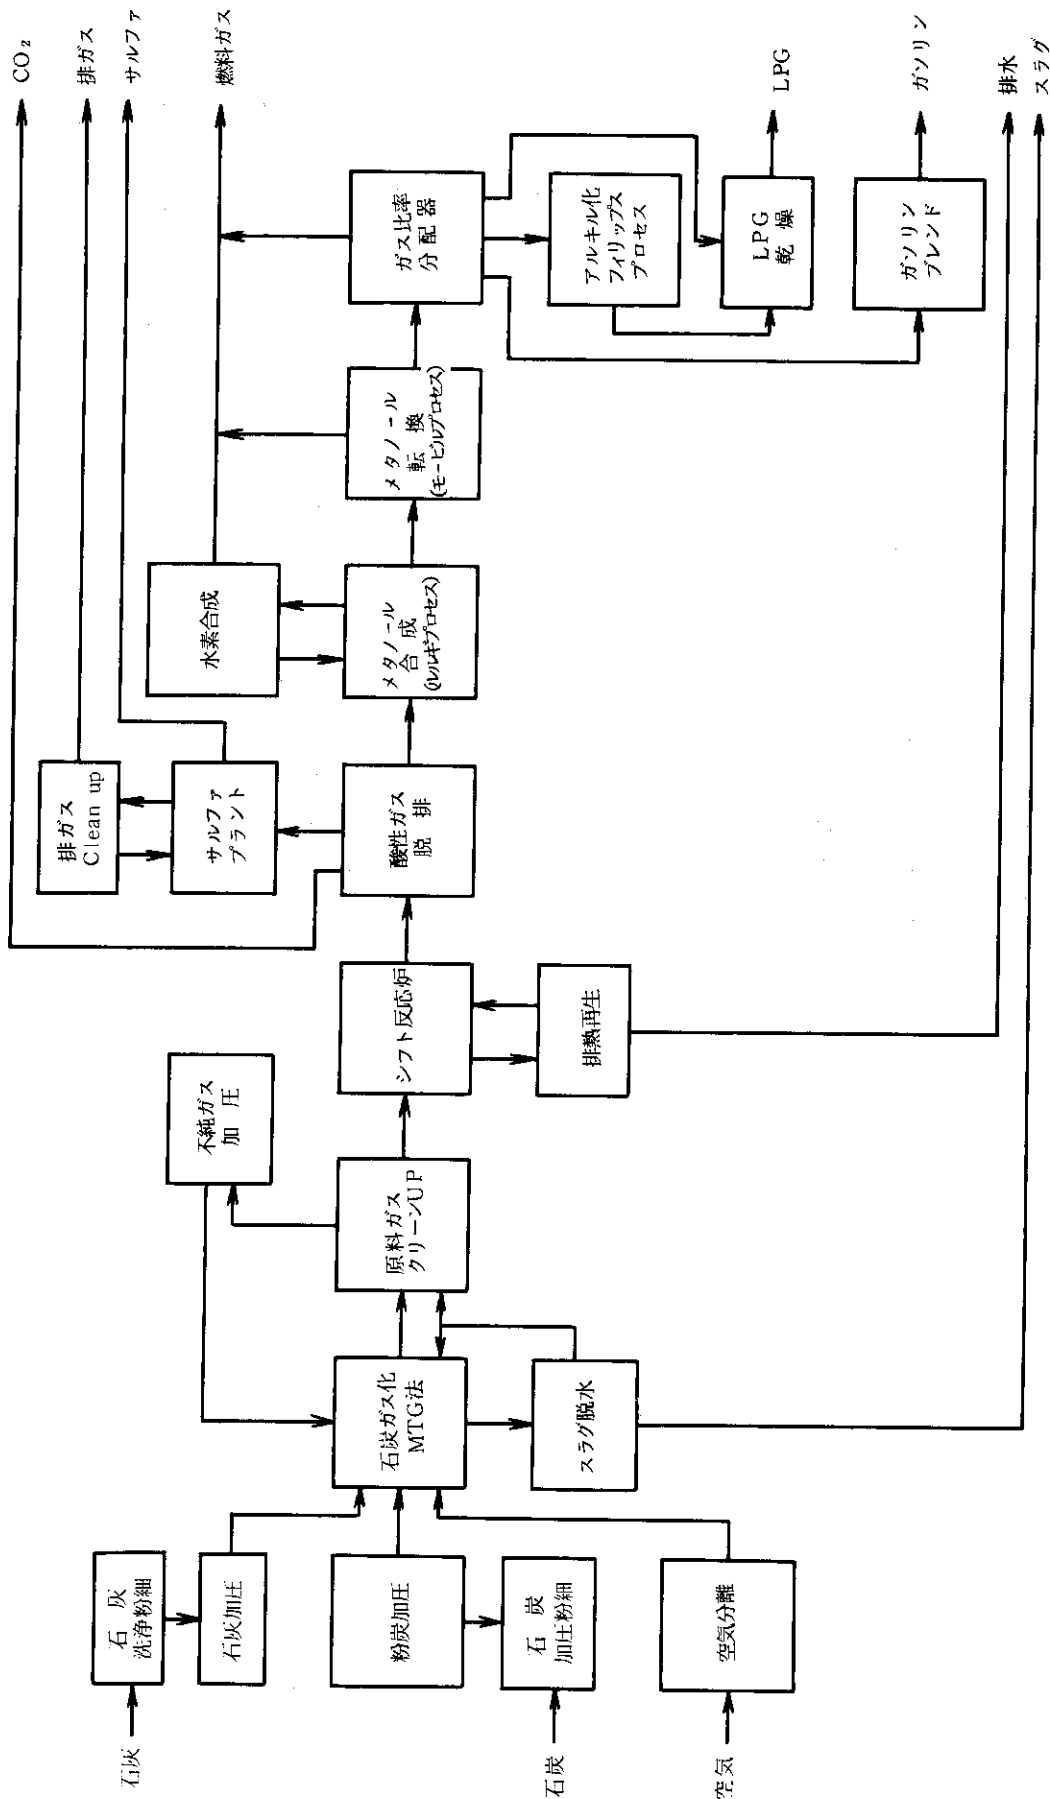 石灰
石灰
洗浄粉細
石灰加圧
粉炭加圧
石炭
石炭
加圧粉細
空気
空気分離
石炭ガス化
MTG法
スラグ脱水
不純ガス
加圧
原料ガス
クリーンUP
シフト反応炉
排熱再生
酸性ガス
脱排
排ガス
Clean up
サルファ
プラント
水素合成
メタノール
合成
(ルルギプロセス)
メタノール
転換
(モービルプロセス)
ガス比率
分配器
アルキル化
フィリップス
プロセス
LPG
乾燥
ガソリン
ブレンド
CO₂
排ガス
サルファ
燃料ガス
LPG
ガソリン
排水
スラグ